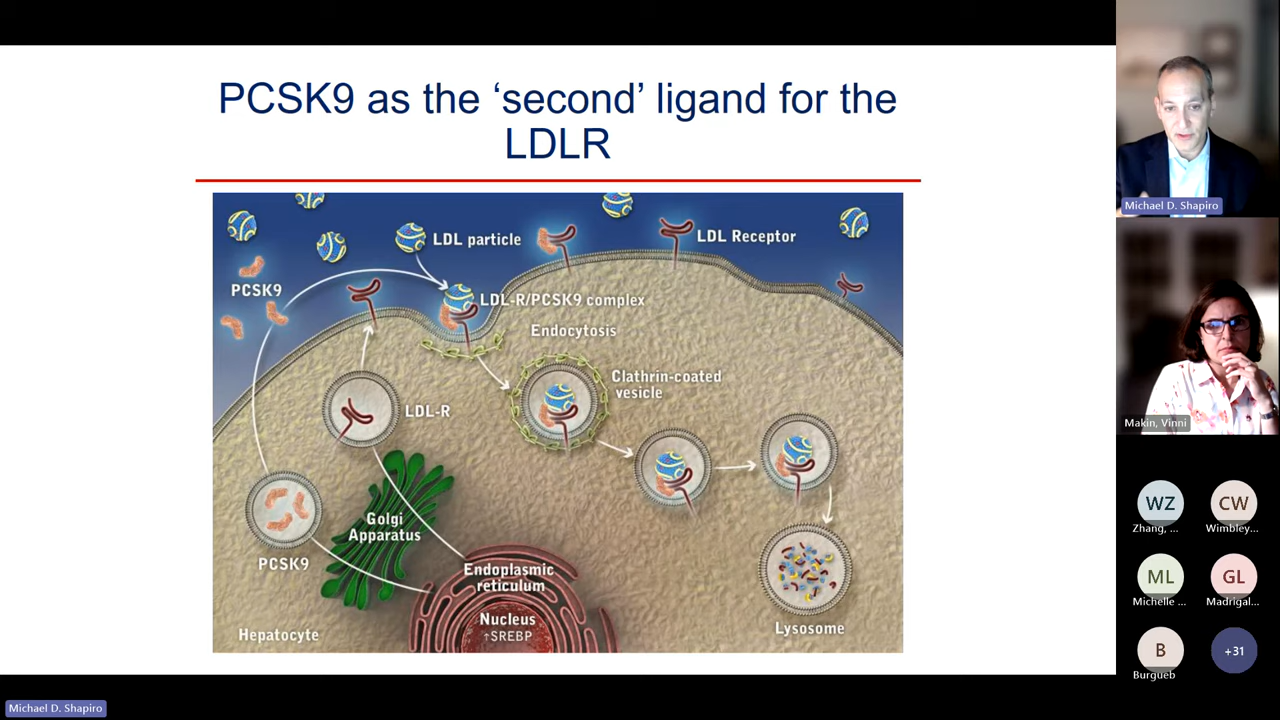 PCSK9 as the ‘second’ ligand for the
LDLR
LDL particle
LDL Receptor
PCSK9
LDL-R/PCSK9 complex
Endocytosis
Clathrin-coated
vesicle
LDL-R
Golgi
Apparatus
PCSK9
Endoplasmic
reticulum
Nucleus
↑SREBP
Hepatocyte
Lysosome
Michael D. Shapiro
Makin, Vinni
WZ
Zhang, ...
CW
Wimbley...
ML
Michelle ...
GL
Madrigal...
B
Burgueb
+31
Michael D. Shapiro